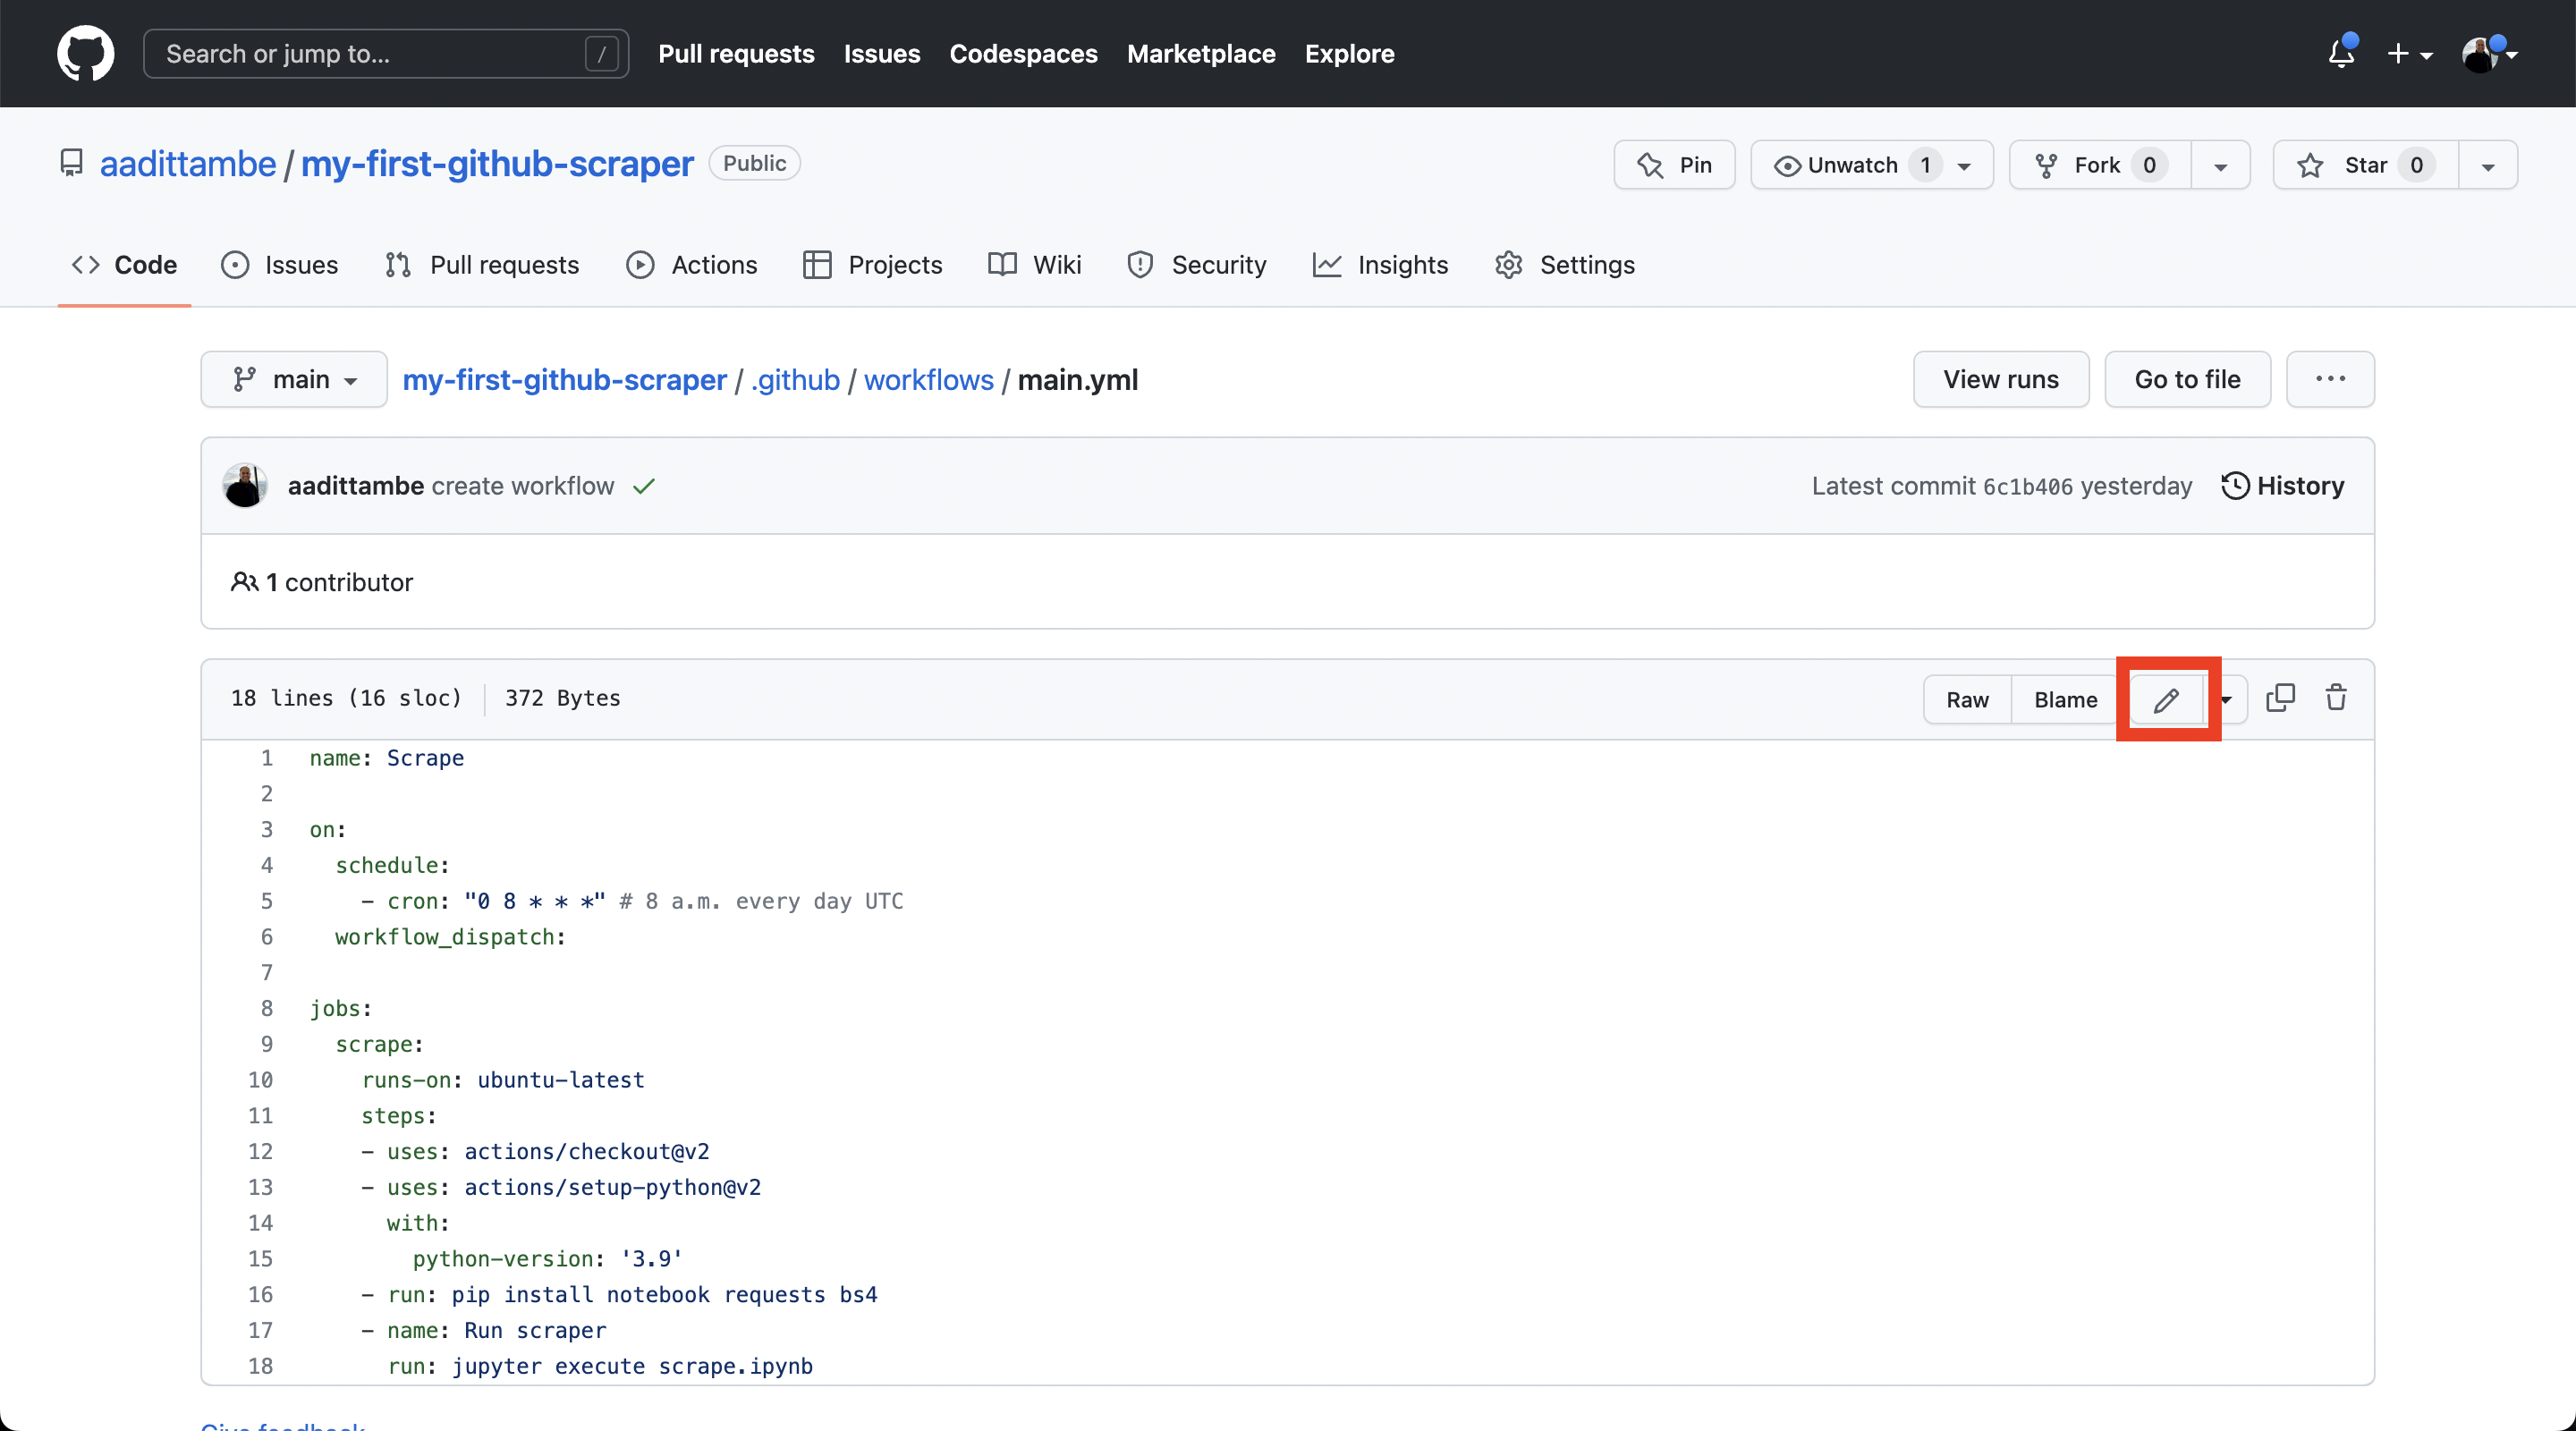 Search or jump to... / Pull requests Issues Codespaces Marketplace Explore
aadittambe / my-first-github-scraper Public Pin Unwatch 1 Fork 0 Star 0
Code Issues Pull requests Actions Projects Wiki Security Insights Settings
main my-first-github-scraper / .github / workflows / main.yml View runs Go to file ...
aadittambe create workflow Latest commit 6c1b406 yesterday History
1 contributor
18 lines (16 sloc) 372 Bytes Raw Blame
1 name: Scrape
2
3 on:
4   schedule:
5     - cron: "0 8 * * *" # 8 a.m. every day UTC
6   workflow_dispatch:
7
8 jobs:
9   scrape:
10     runs-on: ubuntu-latest
11     steps:
12     - uses: actions/checkout@v2
13     - uses: actions/setup-python@v2
14       with:
15         python-version: '3.9'
16     - run: pip install notebook requests bs4
17     - name: Run scraper
18       run: jupyter execute scrape.ipynb
Give feedback